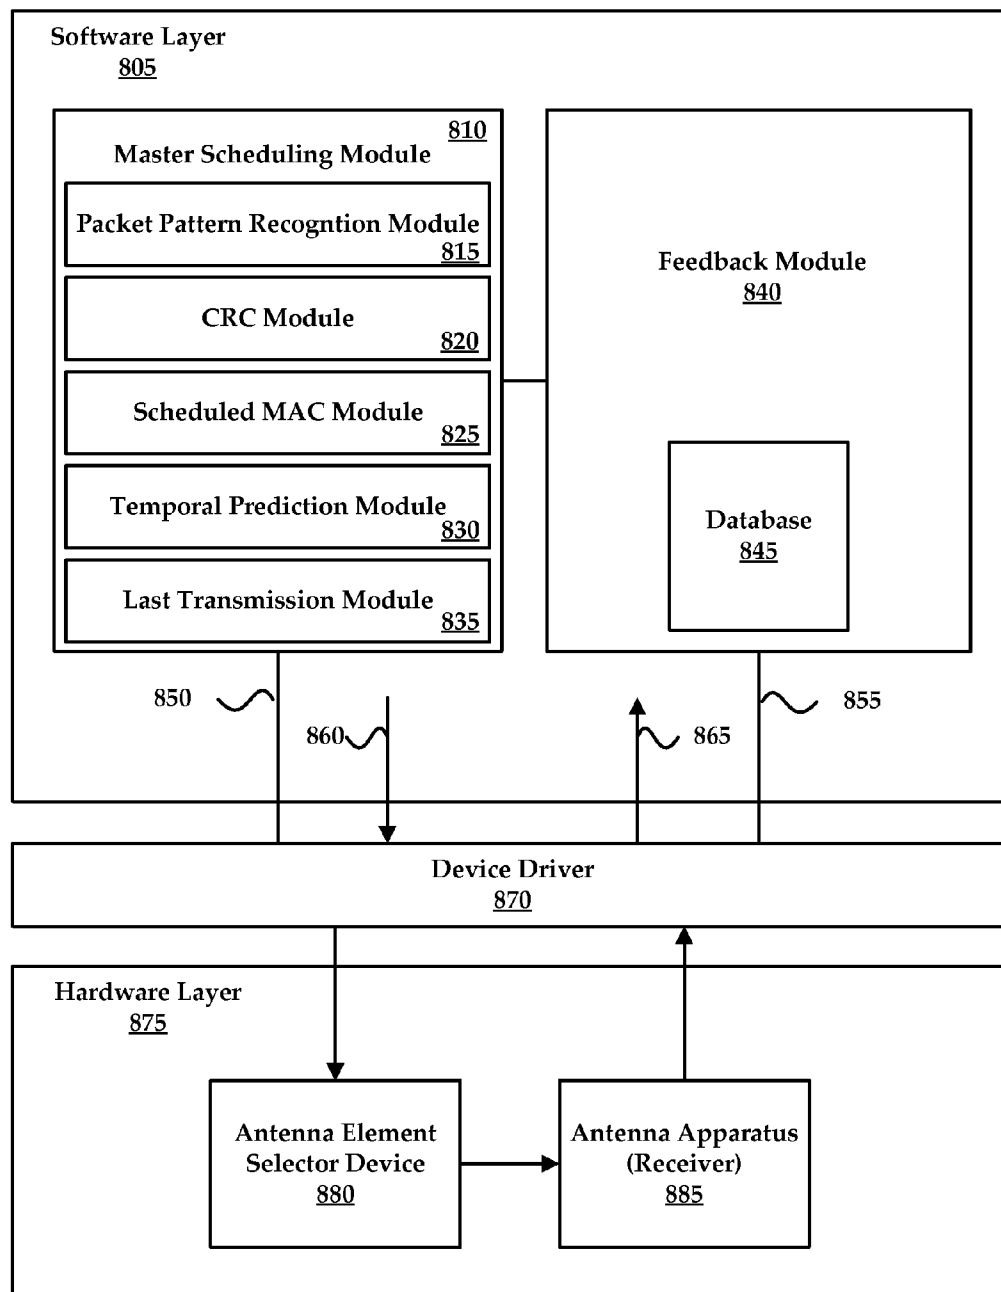 Software Layer
805
810
Master Scheduling Module
Packet Pattern Recogntion Module
815
CRC Module
820
Scheduled MAC Module
825
Temporal Prediction Module
830
Last Transmission Module
835
Feedback Module
840
Database
845
850
860
865
855
Device Driver
870
Hardware Layer
875
Antenna Element
Selector Device
880
Antenna Apparatus
(Receiver)
885